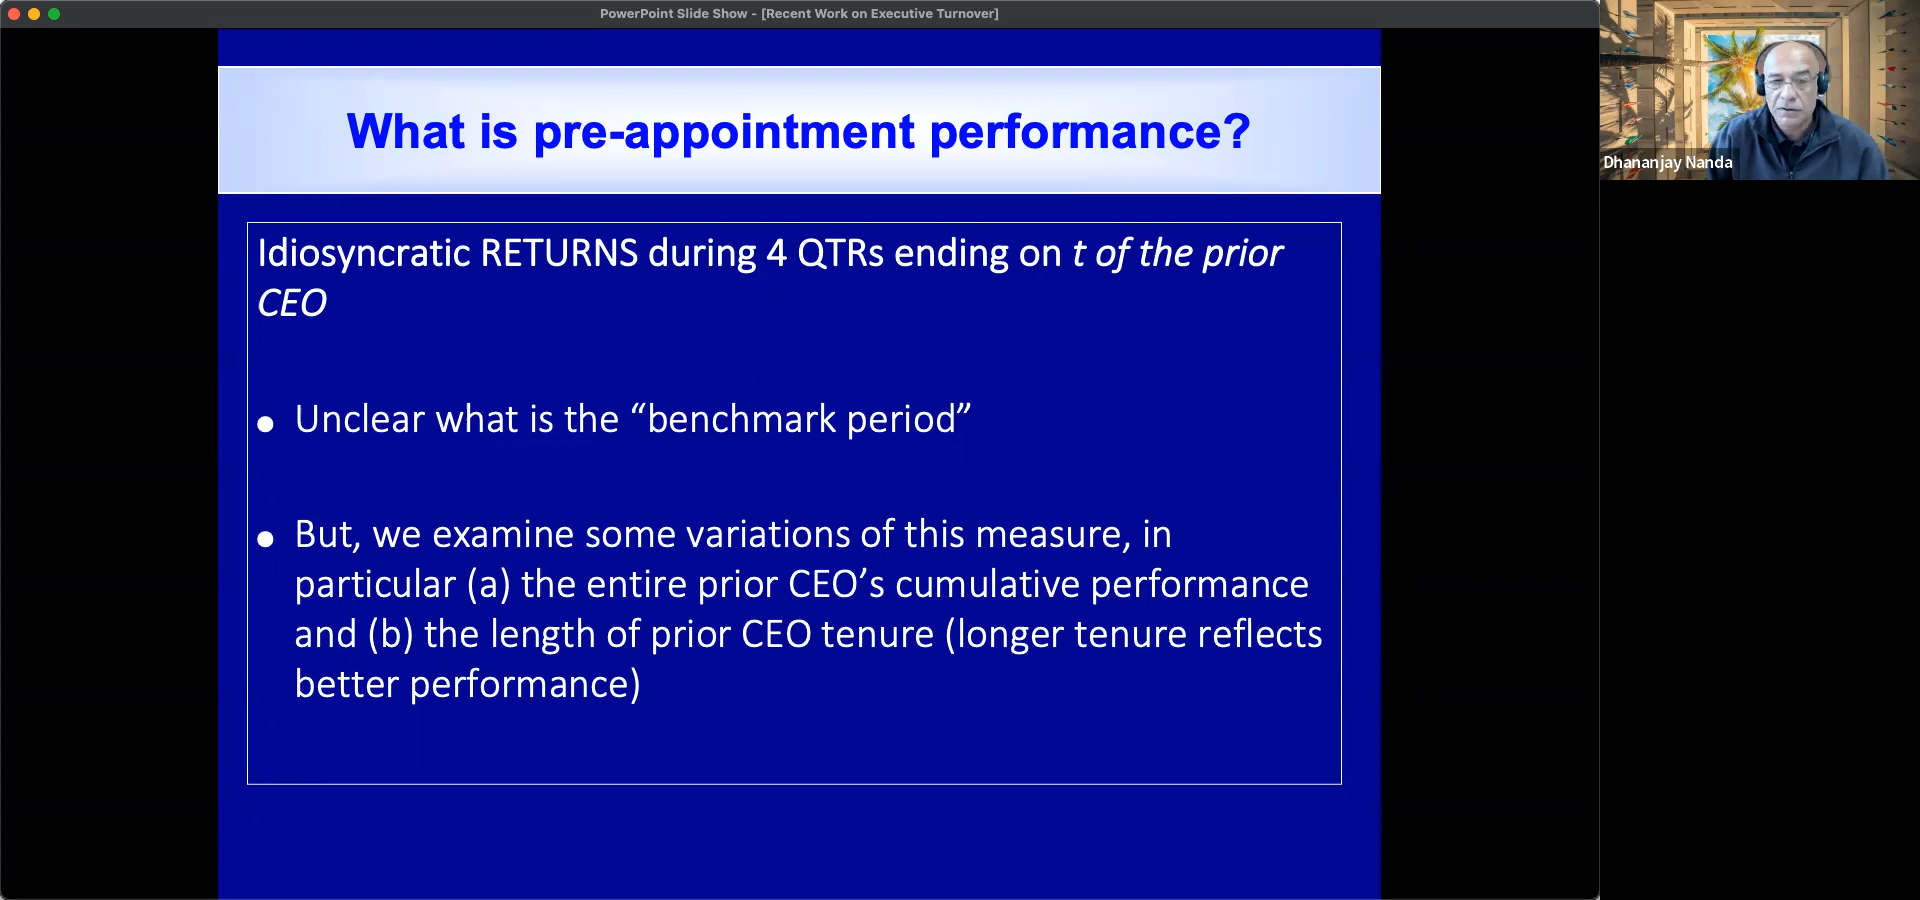 PowerPoint Slide Show - [Recent Work on Executive Turnover]
What is pre-appointment performance?
Idiosyncratic RETURNS during 4 QTRs ending on t of the prior
CEO
● Unclear what is the “benchmark period”
● But, we examine some variations of this measure, in
particular (a) the entire prior CEO’s cumulative performance
and (b) the length of prior CEO tenure (longer tenure reflects
better performance)
Dhananjay Nanda